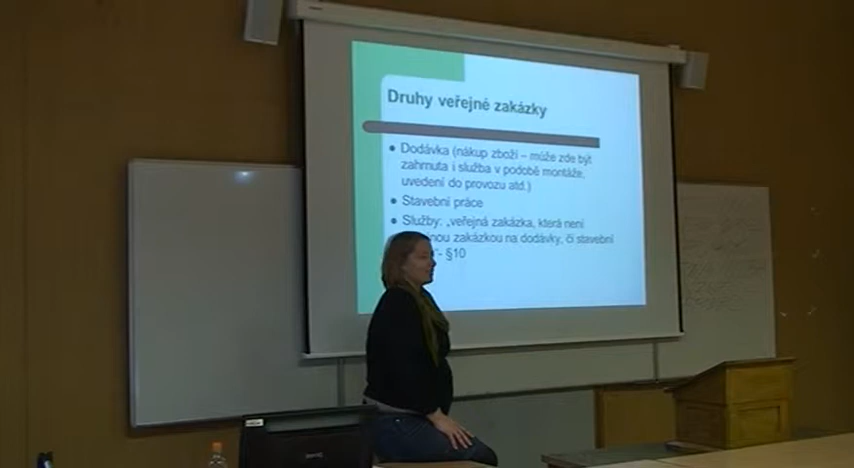 Druhy veřejné zakázky
• Dodávka (nákup zboží – může zde být
zahrnuta i služba v podobě montáže,
uvedení do provozu atd.)
• Stavební práce
• Služby: „veřejná zakázka, která není
nou zakázkou na dodávky, či stavební
“- §10